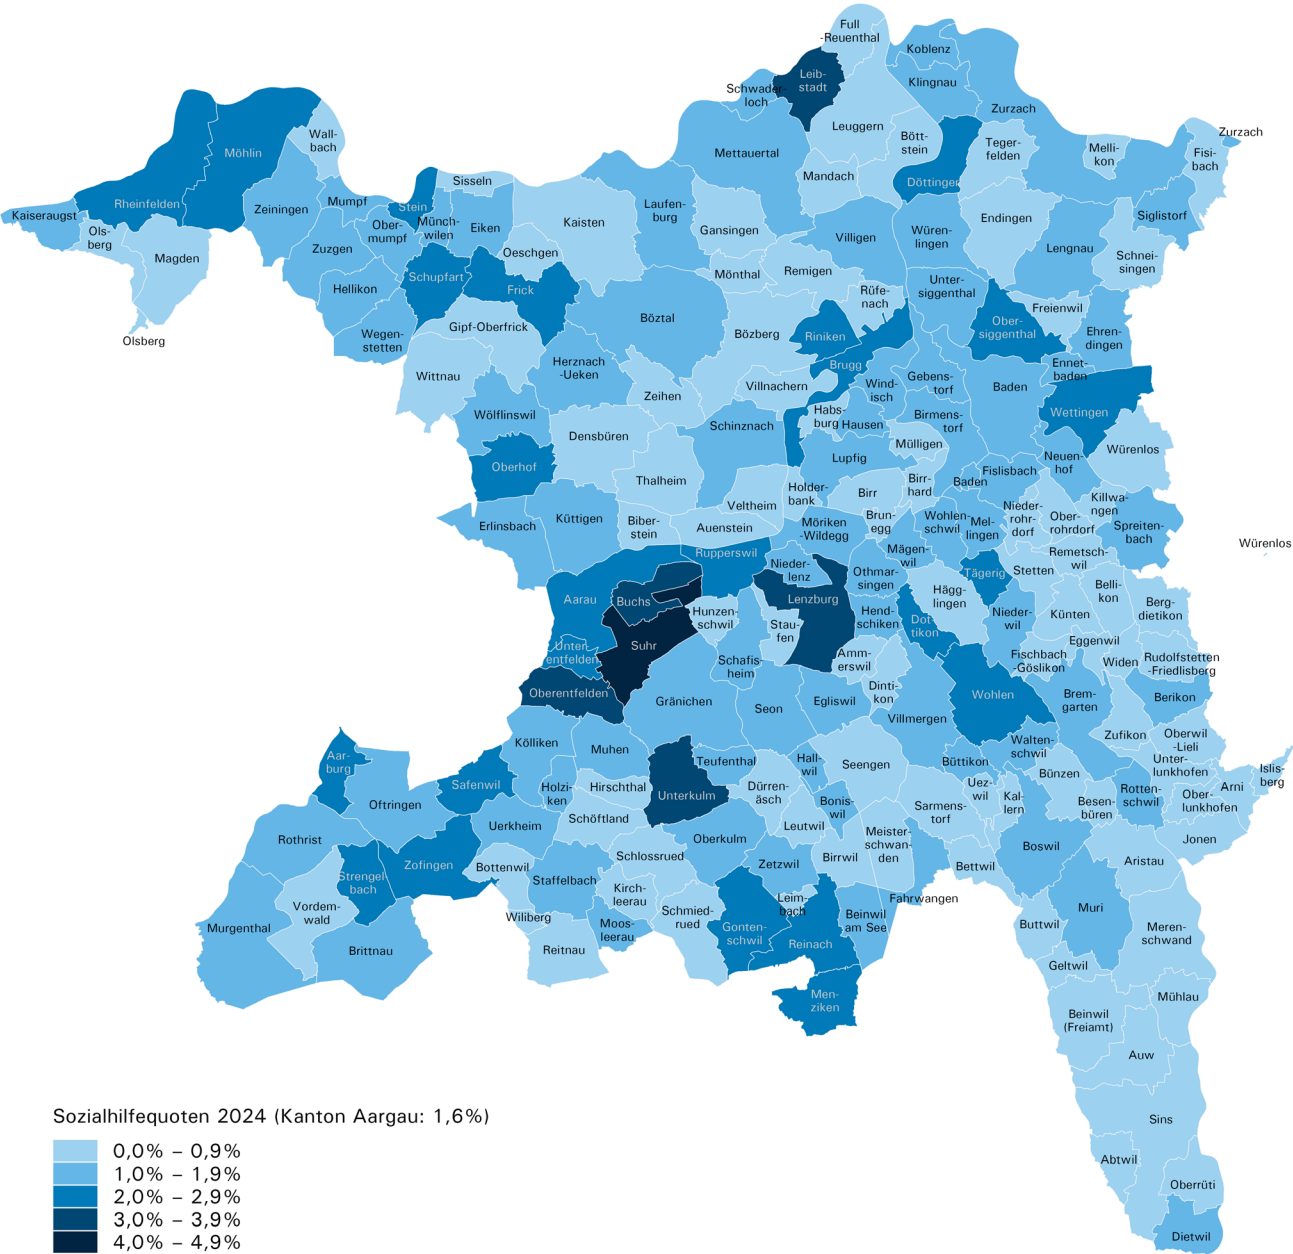 Full
-Reuenthal
Koblenz
Leib-
stadt
Klingnau
Schwader-
loch
Zurzach
Leuggern
Zurzach
Wall-
bach
Bött-
stein
Teger-
felden
Melli-
kon
Fisi-
bach
Möhlin
Mettauertal
Mandach
Döttingen
Sisseln
Rheinfelden
Mumpf
Stein
Zeiningen
Kaiseraugst
Laufen-
burg
Kaisten
Siglistorf
Endingen
Ols-
berg
Ober-
mumpf
Münch-
wilen
Eiken
Gansingen
Villigen
Würen-
lingen
Lengnau
Magden
Zuzgen
Oeschgen
Schnei-
singen
Schupfart
Mönthal
Remigen
Hellikon
Frick
Rüfe-
nach
Unter-
siggenthal
Freienwil
Böztal
Gipf-Oberfrick
Bözberg
Riniken
Ober-
siggenthal
Ehren-
dingen
Olsberg
Wegen-
stetten
Herznach
-Ueken
Brugg
Ennet-
baden
Wittnau
Villnachern
Wind-
isch
Gebens-
torf
Baden
Zeihen
Wölflinswil
Habs-
burg
Hausen
Birmens-
torf
Wettingen
Schinznach
Densbüren
Mülligen
Würenlos
Oberhof
Lupfig
Neuen-
hof
Thalheim
Fislisbach
Baden
Birr-
hard
Birr
Holder-
bank
Veltheim
Killwa-
ngen
Erlinsbach
Küttigen
Biber-
stein
Auenstein
Möriken
-Wildegg
Brun-
egg
Wohlen-
schwil
Mel-
lingen
Nieder-
rohr-
dorf
Ober-
rohrdorf
Spreiten-
bach
Würenlos
Rupperswil
Mägen-
wil
Remetsch-
wil
Nieder-
lenz
Othmar-
singen
Tägerig
Stetten
Aarau
Buchs
Lenzburg
Hägg-
lingen
Belli-
kon
Berg-
dietikon
Hunzen-
schwil
Hend-
schiken
Nieder-
wil
Künten
Stau-
fen
Dot-
tikon
Suhr
Eggenwil
Unter-
entfelden
Schafis-
heim
Amm-
erswil
Fischbach
-Göslikon
Widen
Rudolfstetten
-Friedlisberg
Oberentfelden
Gränichen
Dinti-
kon
Wohlen
Brem-
garten
Berikon
Seon
Egliswil
Villmergen
Kölliken
Muhen
Walten-
schwil
Zufikon
Oberwil
-Lieli
Aar-
burg
Teufenthal
Hall-
wil
Seengen
Büttikon
Bünzen
Unter-
lunkhofen
Islis-
berg
Safenwil
Holzi-
ken
Hirschthal
Unterkulm
Dürren-
äsch
Uez-
wil
Kal-
lern
Rotten-
schwil
Arni
Oftringen
Bonis-
wil
Sarmens-
torf
Besen-
büren
Ober-
lunkhofen
Uerkheim
Schöftland
Leutwil
Rothrist
Oberkulm
Meister-
schwan-
den
Boswil
Jonen
Zofingen
Bottenwil
Schlossrued
Zetzwil
Birrwil
Bettwil
Aristau
Strengel-
bach
Staffelbach
Kirch-
leerau
Leim-
bach
Fahrwangen
Vordem-
wald
Wiliberg
Schmied-
rued
Beinwil
am See
Muri
Murgenthal
Moos-
leerau
Gonten-
schwil
Reinach
Buttwil
Meren-
schwand
Brittnau
Reitnau
Geltwil
Men-
ziken
Mühlau
Beinwil
(Freiamt)
Auw
Sins
Abtwil
Oberrüti
Dietwil
Sozialhilfequoten 2024 (Kanton Aargau: 1,6%)
0,0% – 0,9%
1,0% – 1,9%
2,0% – 2,9%
3,0% – 3,9%
4,0% – 4,9%